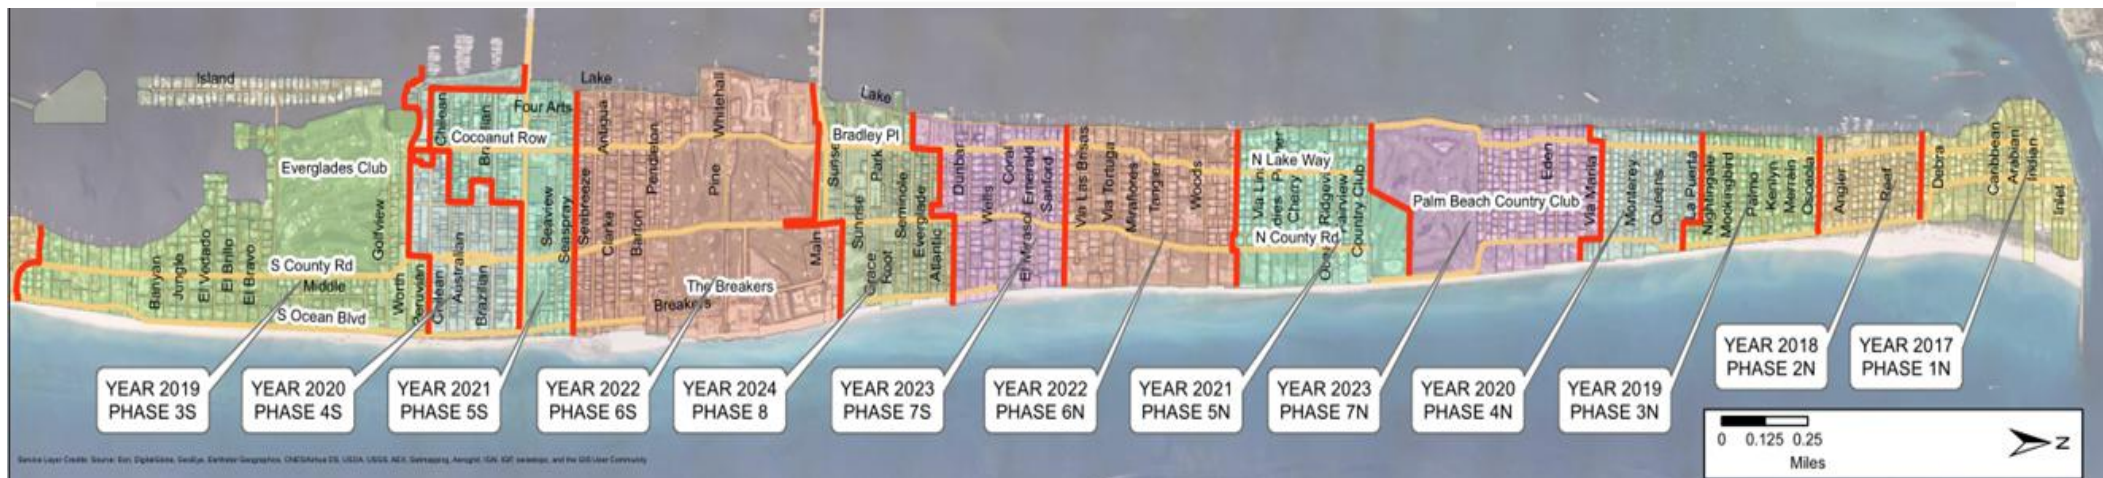 Island
Everglades Club
Banyan
Jungle
El Vedado
El Brillo
El Bravo
Golfview
S County Rd
Middle
S Ocean Blvd
Worth
Peruvian
Chilean
Australian
Brazilian
Chilean
Cocoanut Row
Four Arts
Lake
Seaview
Seaspray
Seabreeze
Clarke
Barton
Antigua
Pendleton
Pine
Whitehall
Breakers
The Breakers
Main
Lake
Bradley Pl
Sunrise
Park
Sunrise
Grace
Root
Seminole
Everglade
Atlantic
Dunbar
Wells
Coral
El Mirasol
Emerald
Sanford
Via Las Brisas
Via Tortuga
Miraflores
Tangier
Woods
N Lake Way
Cherry
N County Rd
Country Club
Palm Beach Country Club
Eden
Via Marila
Monterey
Queens
La Puerta
Nightingale
Mockingbird
Palmo
Kenlyn
Merrain
Osceola
Angler
Reef
Debra
Caribbean
Arabian
Indian
Inlet
YEAR 2019
PHASE 3S
YEAR 2020
PHASE 4S
YEAR 2021
PHASE 5S
YEAR 2022
PHASE 6S
YEAR 2024
PHASE 8
YEAR 2023
PHASE 7S
YEAR 2022
PHASE 6N
YEAR 2021
PHASE 5N
YEAR 2023
PHASE 7N
YEAR 2020
PHASE 4N
YEAR 2019
PHASE 3N
YEAR 2018
PHASE 2N
YEAR 2017
PHASE 1N
0 0.125 0.25
Miles
N